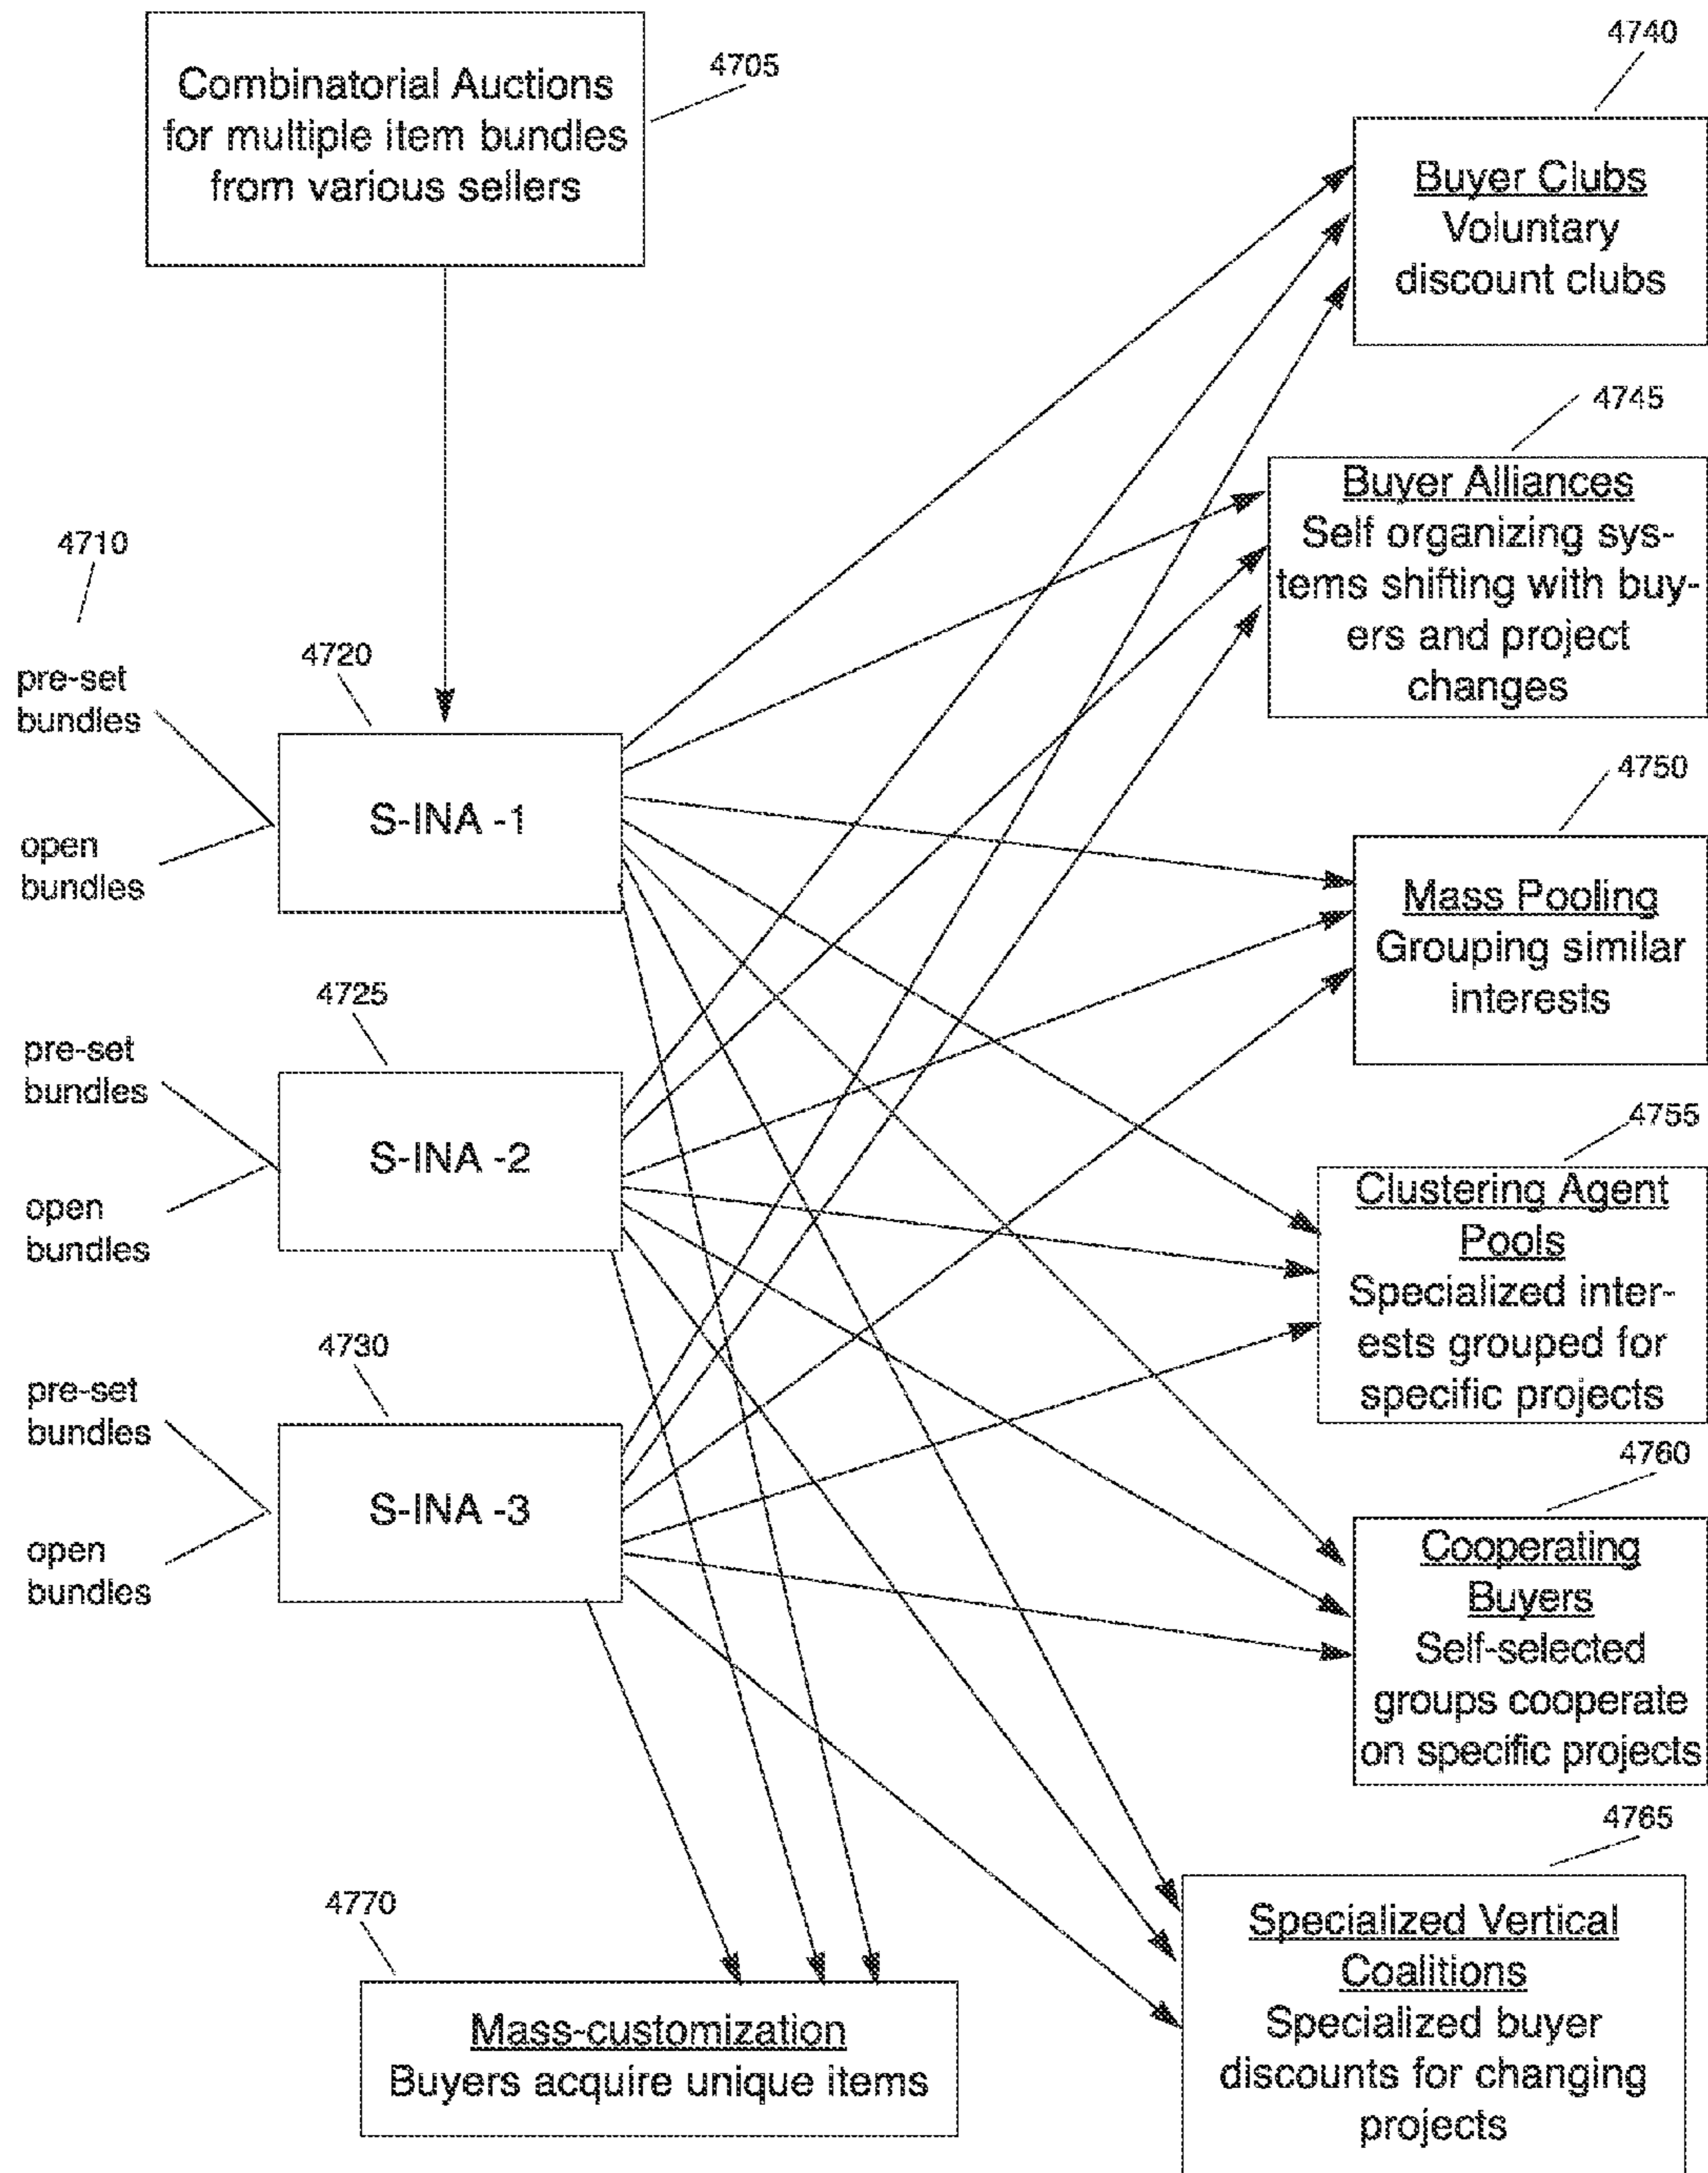 Combinatorial Auctions
for multiple item bundles
from various sellers
4705
4740
Buyer Clubs
Voluntary
discount clubs
4745
Buyer Alliances
Self organizing sys-
tems shifting with buy-
ers and project
changes
4710
pre-set
bundles
open
bundles
4720
S-INA -1
4750
Mass Pooling
Grouping similar
interests
4725
pre-set
bundles
open
bundles
S-INA -2
4755
Clustering Agent
Pools
Specialized inter-
ests grouped for
specific projects
4730
pre-set
bundles
open
bundles
S-INA -3
4760
Cooperating
Buyers
Self-selected
groups cooperate
on specific projects
4765
Specialized Vertical
Coalitions
Specialized buyer
discounts for changing
projects
4770
Mass-customization
Buyers acquire unique items